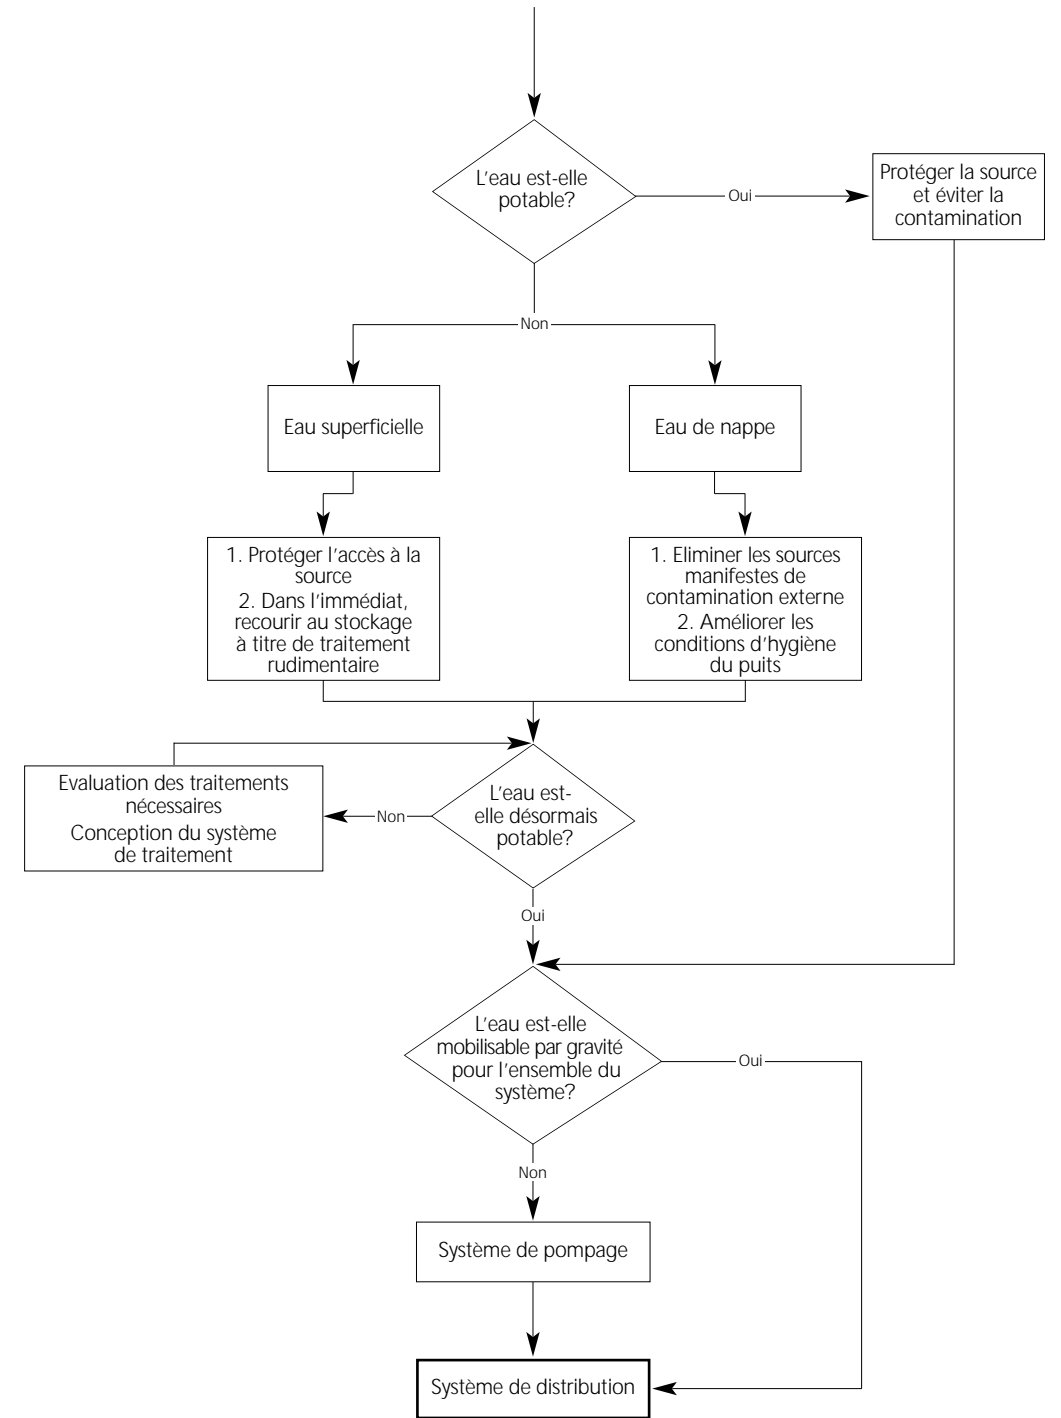 L'eau est-elle
potable?
Oui
Protéger la source
et éviter la
contamination
Non
Eau superficielle
Eau de nappe
1. Protéger l'accès à la
source
2. Dans l'immédiat,
recourir au stockage
à titre de traitement
rudimentaire
1. Eliminer les sources
manifestes de
contamination externe
2. Améliorer les
conditions d'hygiène
du puits
Evaluation des traitements
nécessaires
Conception du système
de traitement
Non
L'eau est-
elle désormais
potable?
Oui
L'eau est-elle
mobilisable par gravité
pour l'ensemble du
système?
Oui
Non
Système de pompage
Système de distribution